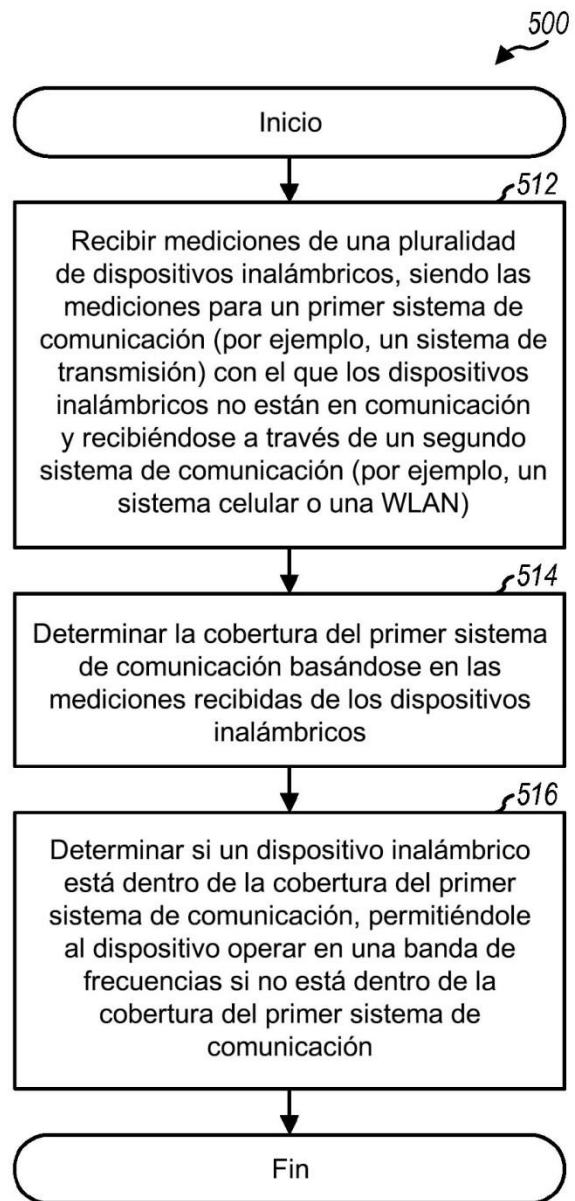 500
Inicio
512
Recibir mediciones de una pluralidad
de dispositivos inalámbricos, siendo las
mediciones para un primer sistema de
comunicación (por ejemplo, un sistema de
transmisión) con el que los dispositivos
inalámbricos no están en comunicación
y recibiéndose a través de un segundo
sistema de comunicación (por ejemplo, un
sistema celular o una WLAN)
514
Determinar la cobertura del primer sistema
de comunicación basándose en las
mediciones recibidas de los dispositivos
inalámbricos
516
Determinar si un dispositivo inalámbrico
está dentro de la cobertura del primer
sistema de comunicación, permitiéndole
al dispositivo operar en una banda de
frecuencias si no está dentro de la
cobertura del primer sistema de
comunicación
Fin